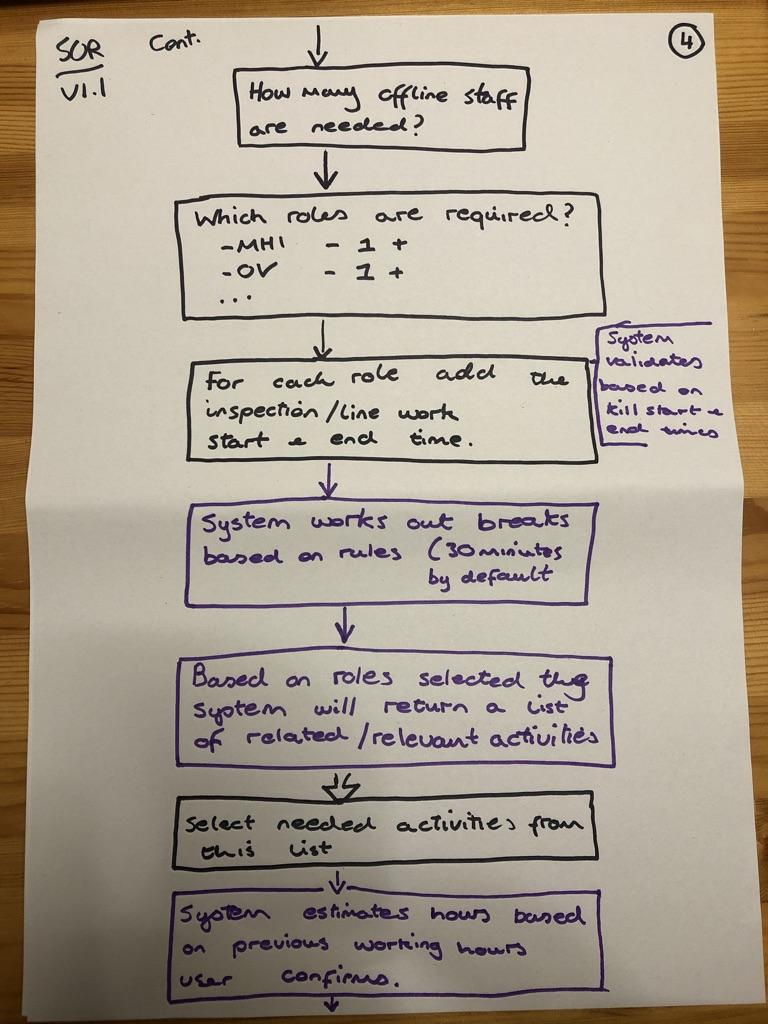 SOR Cont.
V1.1
4
How many offline staff
are needed?
Which roles are required?
- MHI - 1 +
- OV - 1 +
...
For each role add the
inspection/line work
start & end time.
System
validates
based on
kill start &
end times
System works out breaks
based on rules (30 minutes
by default
Based on roles selected the
system will return a list
of related/relevant activities
Select needed activities from
this list
System estimates hours based
on previous working hours
user confirms.